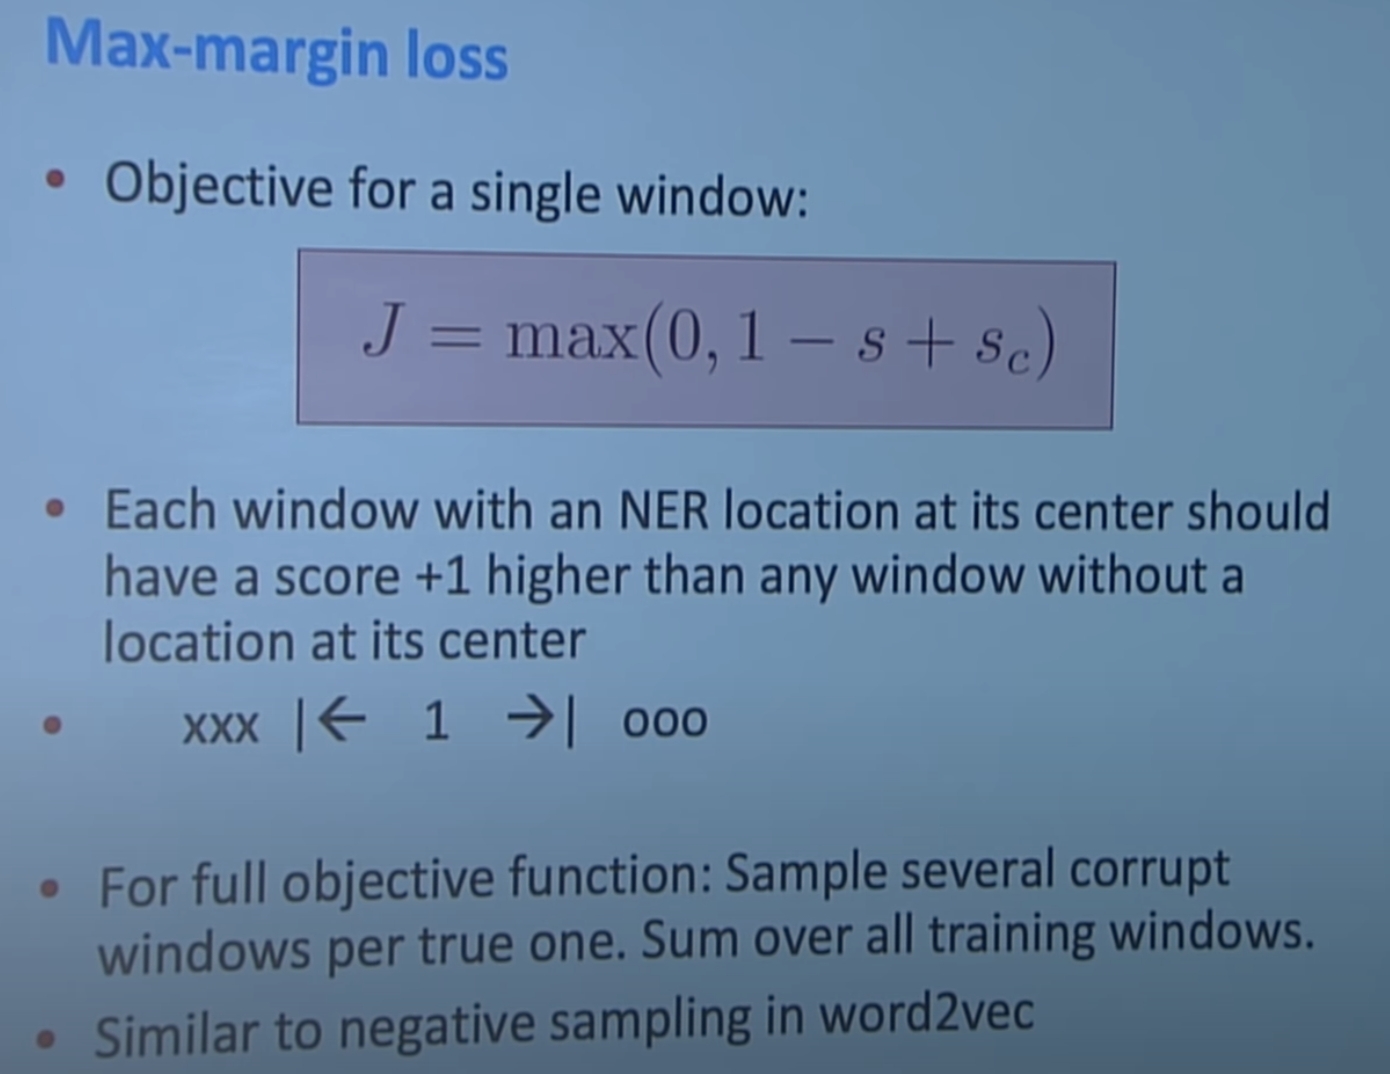 Max-margin loss
• Objective for a single window:
J = max(0, 1 − s + s_c)
• Each window with an NER location at its center should
have a score +1 higher than any window without a
location at its center
• xxx |← 1 →| ooo
• For full objective function: Sample several corrupt
windows per true one. Sum over all training windows.
• Similar to negative sampling in word2vec